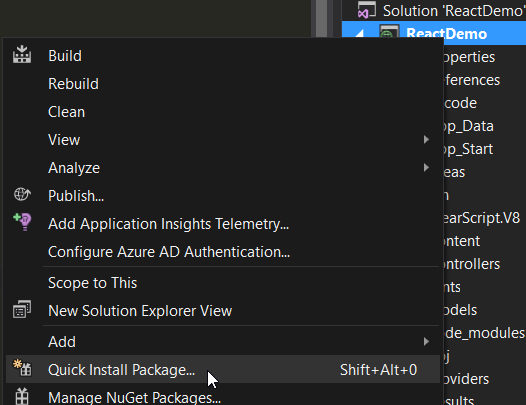 Solution 'ReactDemo'
ReactDemo
Build
Rebuild
Clean
View
Analyze
Publish...
Add Application Insights Telemetry...
Configure Azure AD Authentication...
Scope to This
New Solution Explorer View
Add
Quick Install Package... Shift+Alt+0
Manage NuGet Packages...
operties
ferences
code
pp_Data
pp_Start
eas
n
earScript.V8
ontent
ontrollers
nts
odels
ode_modules
oj
oviders
sults